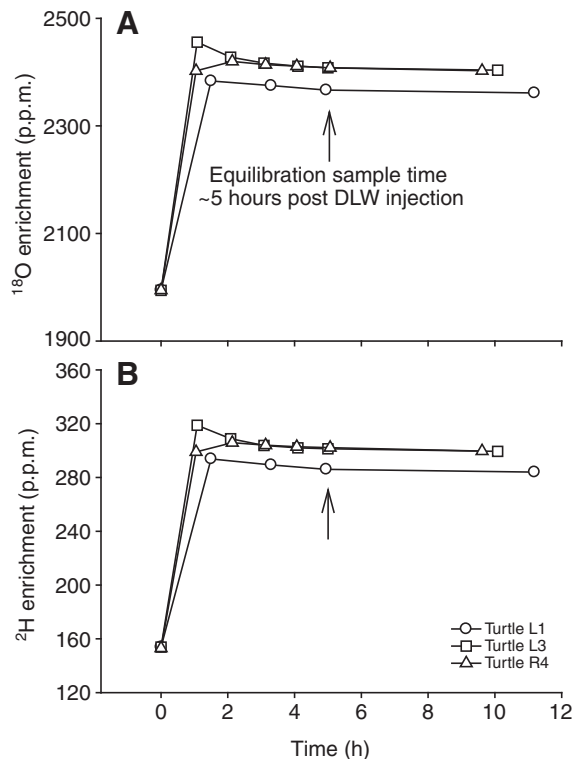 A
2500
2300
2100
1900
¹⁸O enrichment (p.p.m.)
Equilibration sample time
~5 hours post DLW injection
B
360
320
280
240
200
160
120
²H enrichment (p.p.m.)
Turtle L1
Turtle L3
Turtle R4
0 2 4 6 8 10 12
Time (h)